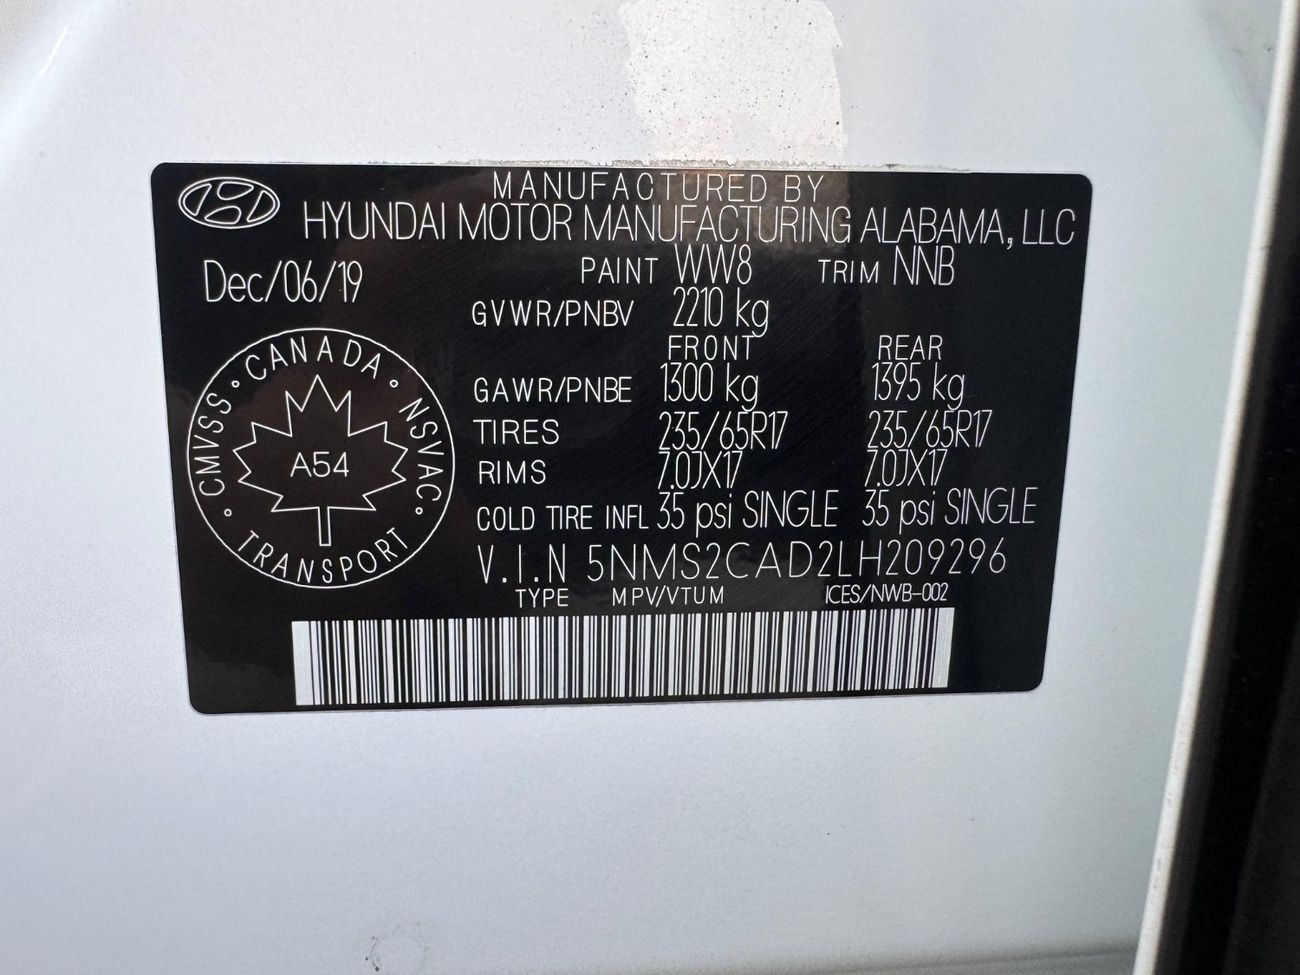 MANUFACTURED BY
HYUNDAI MOTOR MANUFACTURING ALABAMA, LLC
Dec/06/19
PAINT WW8 TRIM NNB
GVWR/PNBV 2210 kg
FRONT REAR
GAWR/PNBE 1300 kg 1395 kg
TIRES 235/65R17 235/65R17
RIMS 7.0JX17 7.0JX17
COLD TIRE INFL 35 psi SINGLE 35 psi SINGLE
V.I.N 5NMS2CAD2LH209296
TYPE MPV/VTUM ICES/NWB-002
CMVSS • CANADA • NSVAC
A54
• TRANSPORT •